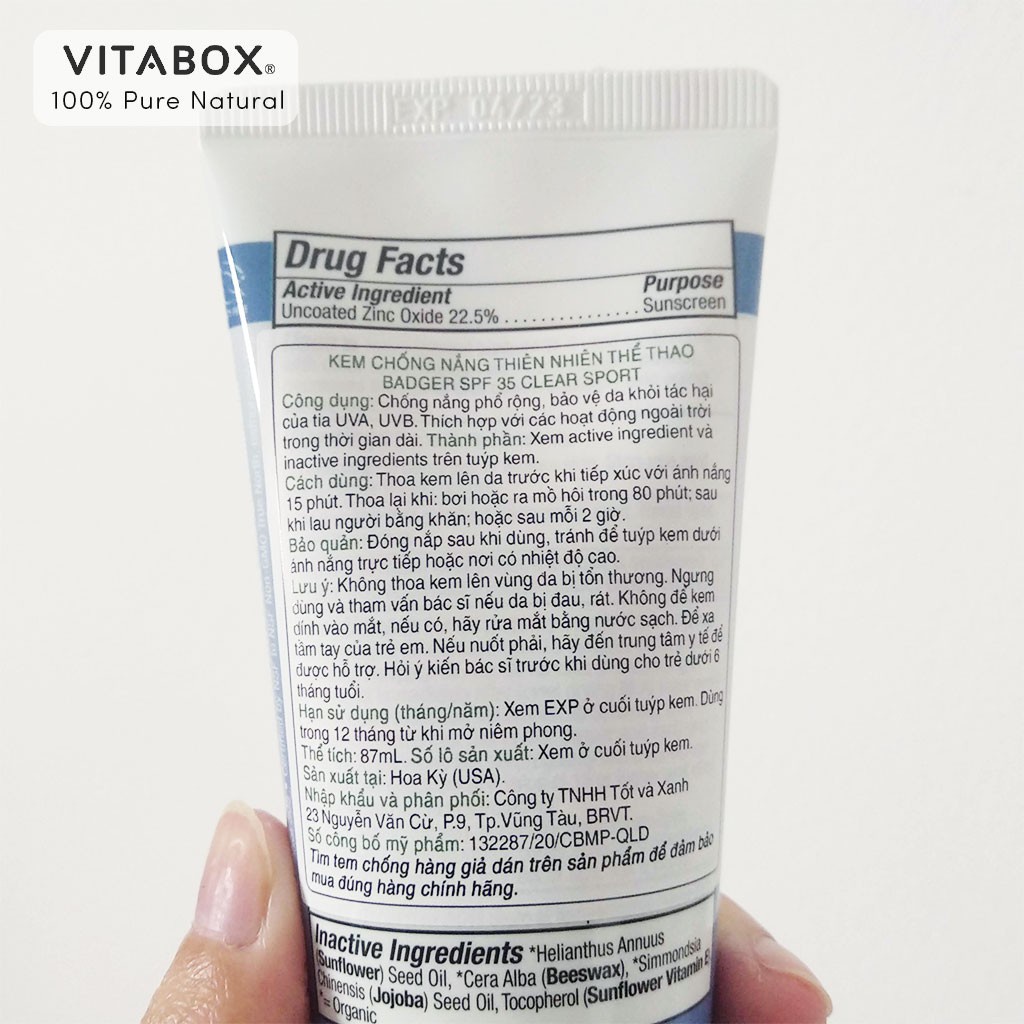 VITABOX®
100% Pure Natural
EXP 04/23
Drug Facts
Active Ingredient Purpose
Uncoated Zinc Oxide 22.5% ................ Sunscreen
KEM CHỐNG NẮNG THIÊN NHIÊN THỂ THAO
BADGER SPF 35 CLEAR SPORT
Công dụng: Chống nắng phổ rộng, bảo vệ da khỏi tác hại
của tia UVA, UVB. Thích hợp với các hoạt động ngoài trời
trong thời gian dài. Thành phần: Xem active ingredient và
inactive ingredients trên tuýp kem.
Cách dùng: Thoa kem lên da trước khi tiếp xúc với ánh nắng
15 phút. Thoa lại khi: bơi hoặc ra mồ hôi trong 80 phút; sau
khi lau người bằng khăn; hoặc sau mỗi 2 giờ.
Bảo quản: Đóng nắp sau khi dùng, tránh để tuýp kem dưới
ánh nắng trực tiếp hoặc nơi có nhiệt độ cao.
Lưu ý: Không thoa kem lên vùng da bị tổn thương. Ngưng
dùng và tham vấn bác sĩ nếu da bị đau, rát. Không để kem
dính vào mắt, nếu có, hãy rửa mắt bằng nước sạch. Để xa
tầm tay của trẻ em. Nếu nuốt phải, hãy đến trung tâm y tế để
được hỗ trợ. Hỏi ý kiến bác sĩ trước khi dùng cho trẻ dưới 6
tháng tuổi.
Hạn sử dụng (tháng/năm): Xem EXP ở cuối tuýp kem. Dùng
trong 12 tháng từ khi mở niêm phong.
Thể tích: 87mL. Số lô sản xuất: Xem ở cuối tuýp kem.
Sản xuất tại: Hoa Kỳ (USA).
Nhập khẩu và phân phối: Công ty TNHH Tốt và Xanh
23 Nguyễn Văn Cừ, P.9, Tp.Vũng Tàu, BRVT.
Số công bố mỹ phẩm: 132287/20/CBMP-QLD
Tìm tem chống hàng giả dán trên sản phẩm để đảm bảo
mua đúng hàng chính hãng.
Inactive Ingredients *Helianthus Annuus
(Sunflower) Seed Oil, *Cera Alba (Beeswax), *Simmondsia
Chinensis (Jojoba) Seed Oil, Tocopherol (Sunflower Vitamin E)
*= Organic